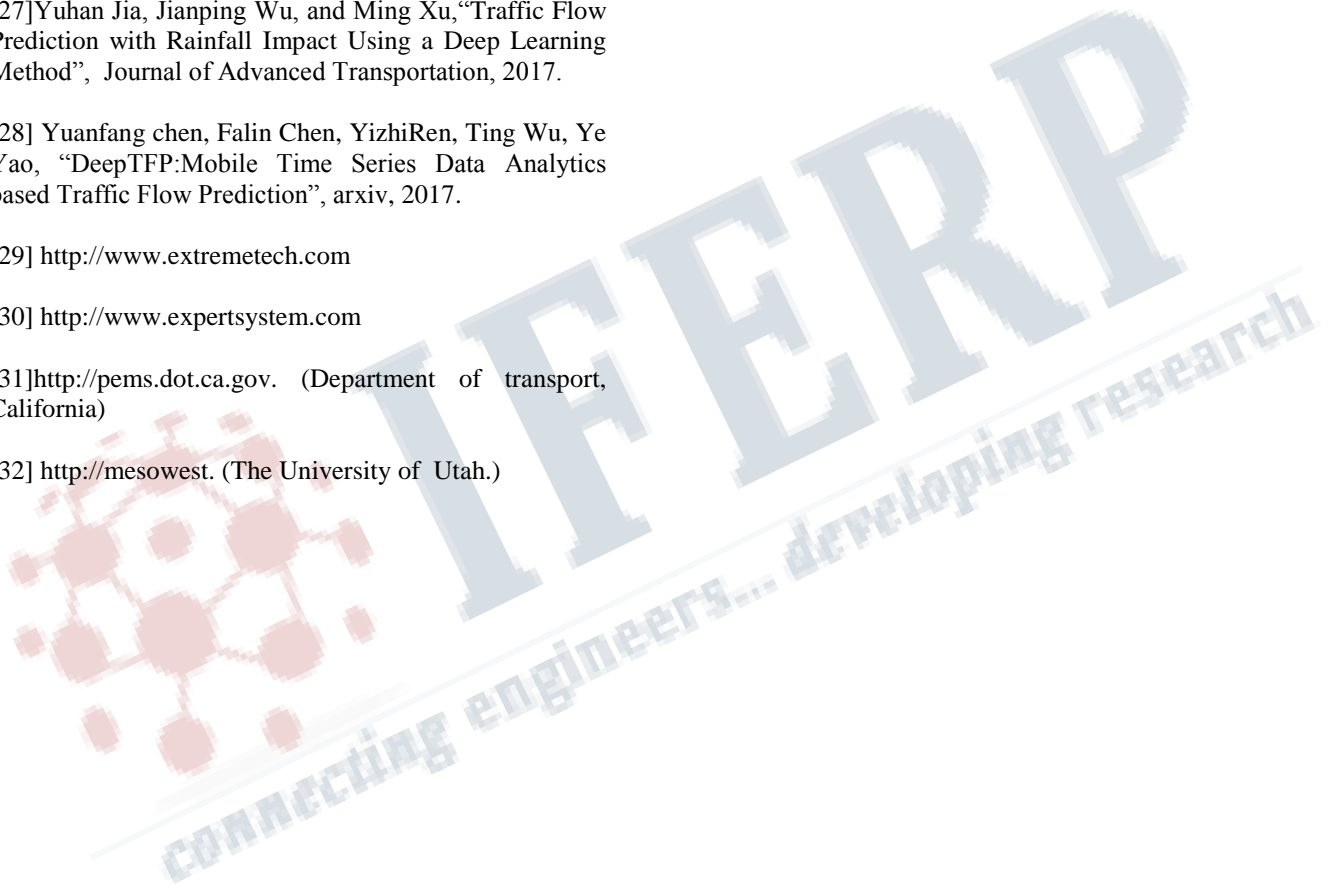 27]Yuhan Jia, Jianping Wu, and Ming Xu,“Traffic Flow
Prediction with Rainfall Impact Using a Deep Learning
Method”, Journal of Advanced Transportation, 2017.
28] Yuanfang chen, Falin Chen, YizhiRen, Ting Wu, Ye
Yao, “DeepTFP:Mobile Time Series Data Analytics
based Traffic Flow Prediction”, arxiv, 2017.
29] http://www.extremetech.com
30] http://www.expertsystem.com
31]http://pems.dot.ca.gov. (Department of transport,
California)
32] http://mesowest. (The University of Utah.)
IFERP
connecting engineers... developing research